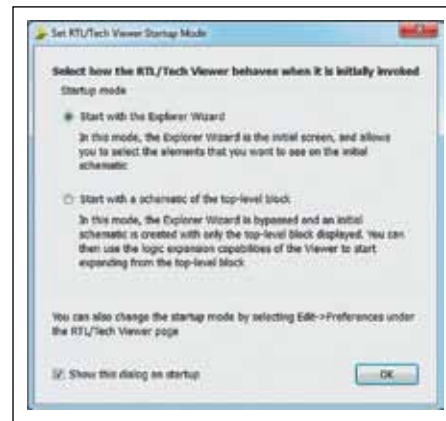 Set RTL/Tech Viewer Startup Mode
Select how the RTL/Tech Viewer behaves when it is initially invoked
Startup mode
Start with the Explorer Wizard
In this mode, the Explorer Wizard is the initial screen, and allows
you to select the elements that you want to see on the initial
schematic
Start with a schematic of the top-level block
In this mode, the Explorer Wizard is bypassed and an initial
schematic is created with only the top-level block displayed. You can
then use the logic expansion capabilities of the Viewer to start
expanding from the top-level block
You can also change the startup mode by selecting Edit->Preferences under
the RTL/Tech Viewer page
Show this dialog on startup
OK